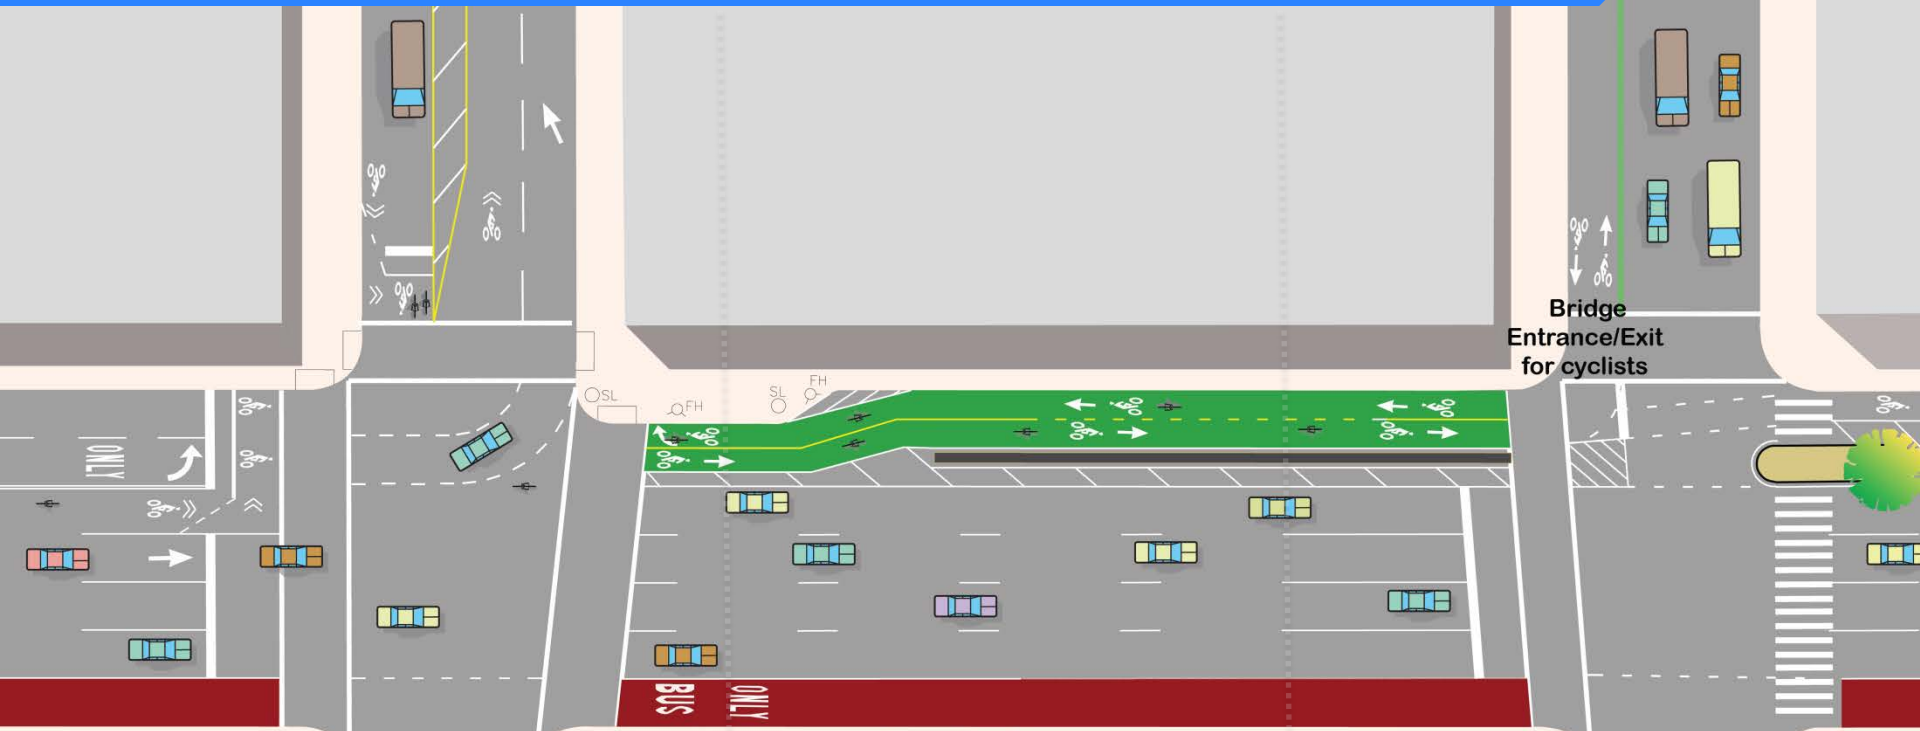 Bridge
Entrance/Exit
for cyclists
SL
FH
SL
FH
ONLY
BUS
ONLY